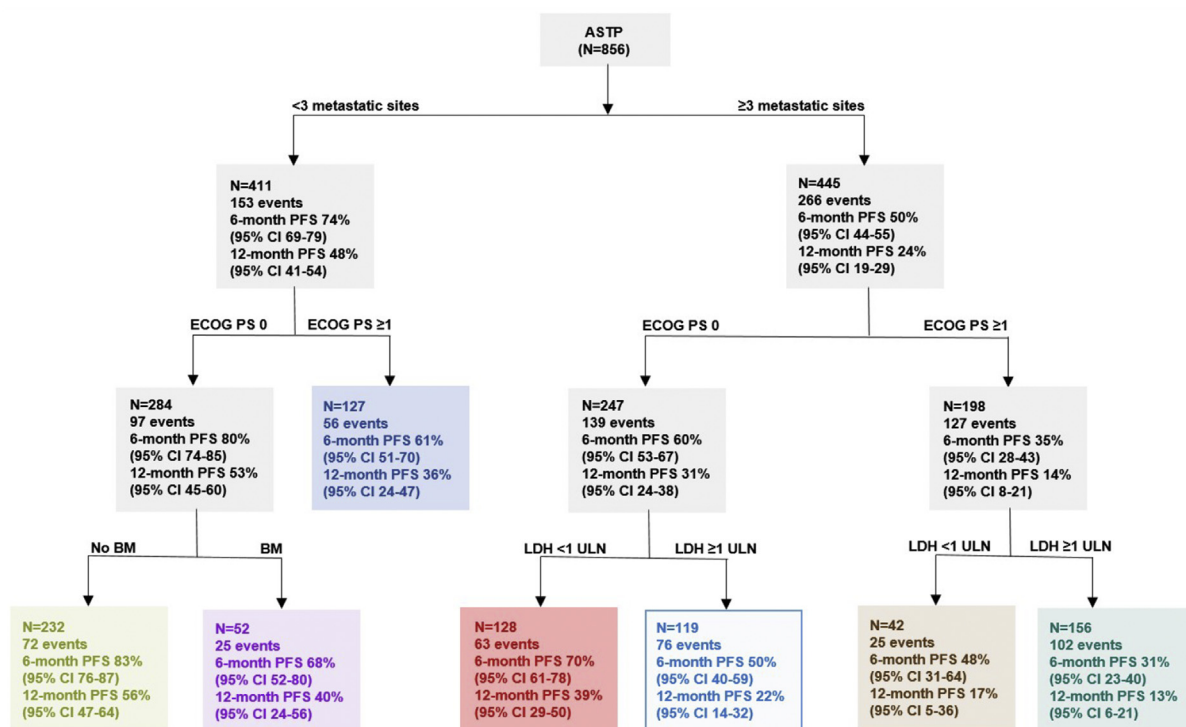 ASTP
(N=856)
<3 metastatic sites
≥3 metastatic sites
N=411
153 events
6-month PFS 74%
(95% CI 69-79)
12-month PFS 48%
(95% CI 41-54)
N=445
266 events
6-month PFS 50%
(95% CI 44-55)
12-month PFS 24%
(95% CI 19-29)
ECOG PS 0
ECOG PS ≥1
ECOG PS 0
ECOG PS ≥1
N=284
97 events
6-month PFS 80%
(95% CI 74-85)
12-month PFS 53%
(95% CI 45-60)
N=127
56 events
6-month PFS 61%
(95% CI 51-70)
12-month PFS 36%
(95% CI 24-47)
N=247
139 events
6-month PFS 60%
(95% CI 53-67)
12-month PFS 31%
(95% CI 24-38)
N=198
127 events
6-month PFS 35%
(95% CI 28-43)
12-month PFS 14%
(95% CI 8-21)
No BM
BM
LDH <1 ULN
LDH ≥1 ULN
LDH <1 ULN
LDH ≥1 ULN
N=232
72 events
6-month PFS 83%
(95% CI 76-87)
12-month PFS 56%
(95% CI 47-64)
N=52
25 events
6-month PFS 68%
(95% CI 52-80)
12-month PFS 40%
(95% CI 24-56)
N=128
63 events
6-month PFS 70%
(95% CI 61-78)
12-month PFS 39%
(95% CI 29-50)
N=119
76 events
6-month PFS 50%
(95% CI 40-59)
12-month PFS 22%
(95% CI 14-32)
N=42
25 events
6-month PFS 48%
(95% CI 31-64)
12-month PFS 17%
(95% CI 5-36)
N=156
102 events
6-month PFS 31%
(95% CI 23-40)
12-month PFS 13%
(95% CI 6-21)